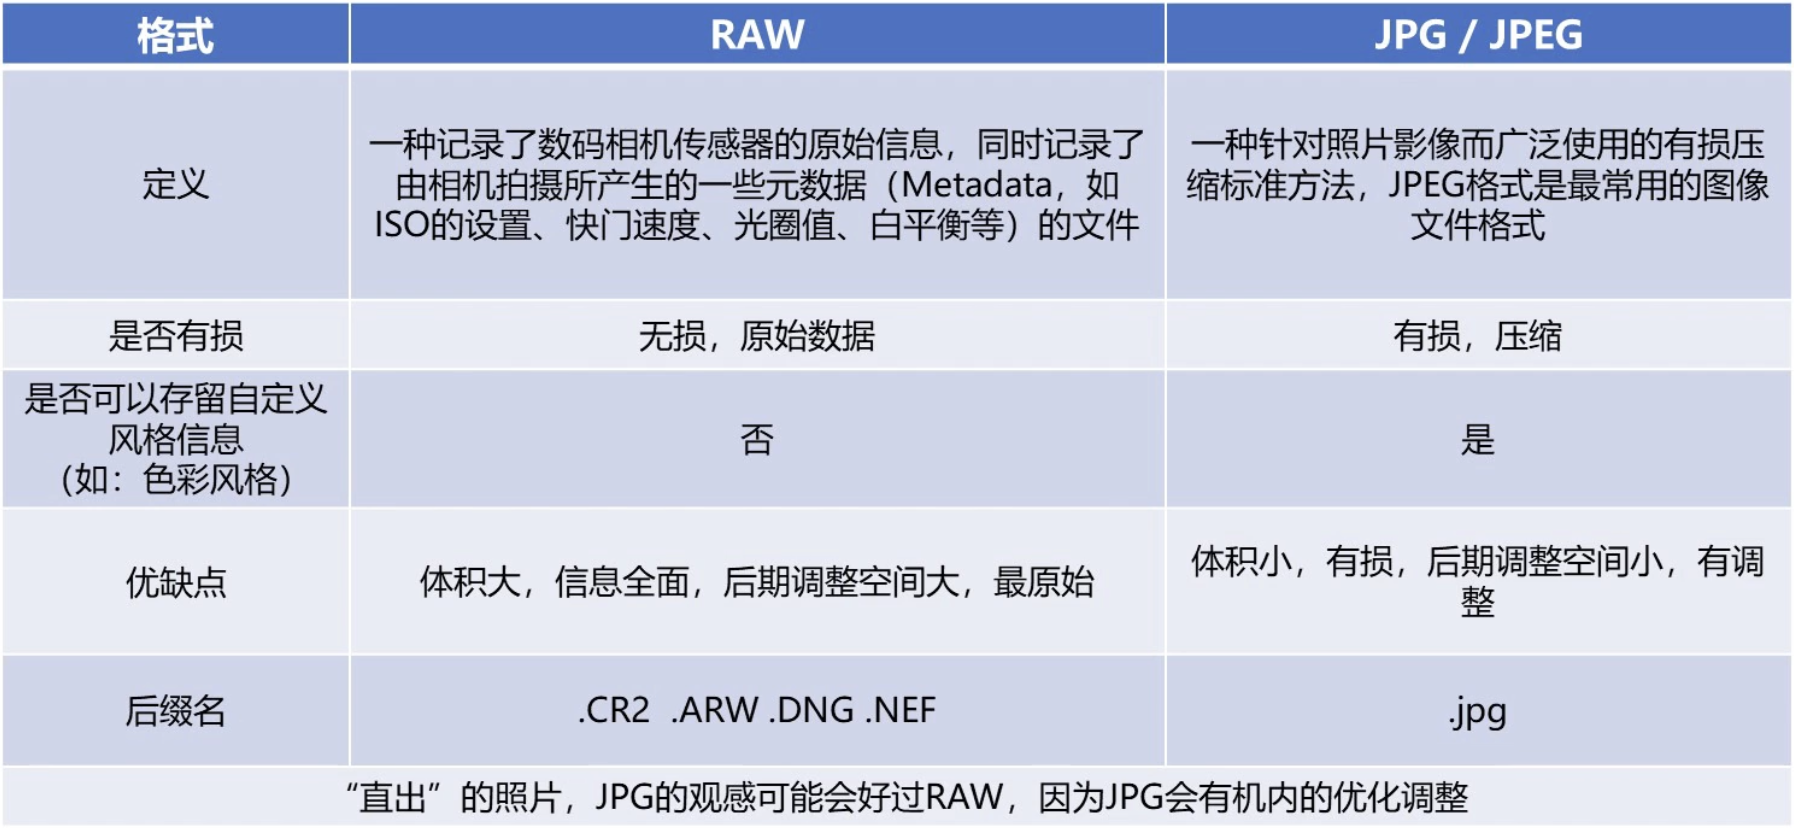 格式
RAW
JPG / JPEG
定义
一种记录了数码相机传感器的原始信息，同时记录了
由相机拍摄所产生的一些元数据（Metadata，如
ISO的设置、快门速度、光圈值、白平衡等）的文件
一种针对照片影像而广泛使用的有损压
缩标准方法，JPEG格式是最常用的图像
文件格式
是否有损
无损，原始数据
有损，压缩
是否可以存留自定义
风格信息
（如：色彩风格）
否
是
优缺点
体积大，信息全面，后期调整空间大，最原始
体积小，有损，后期调整空间小，有调
整
后缀名
.CR2  .ARW .DNG .NEF
.jpg
“直出”的照片，JPG的观感可能会好过RAW，因为JPG会有机内的优化调整